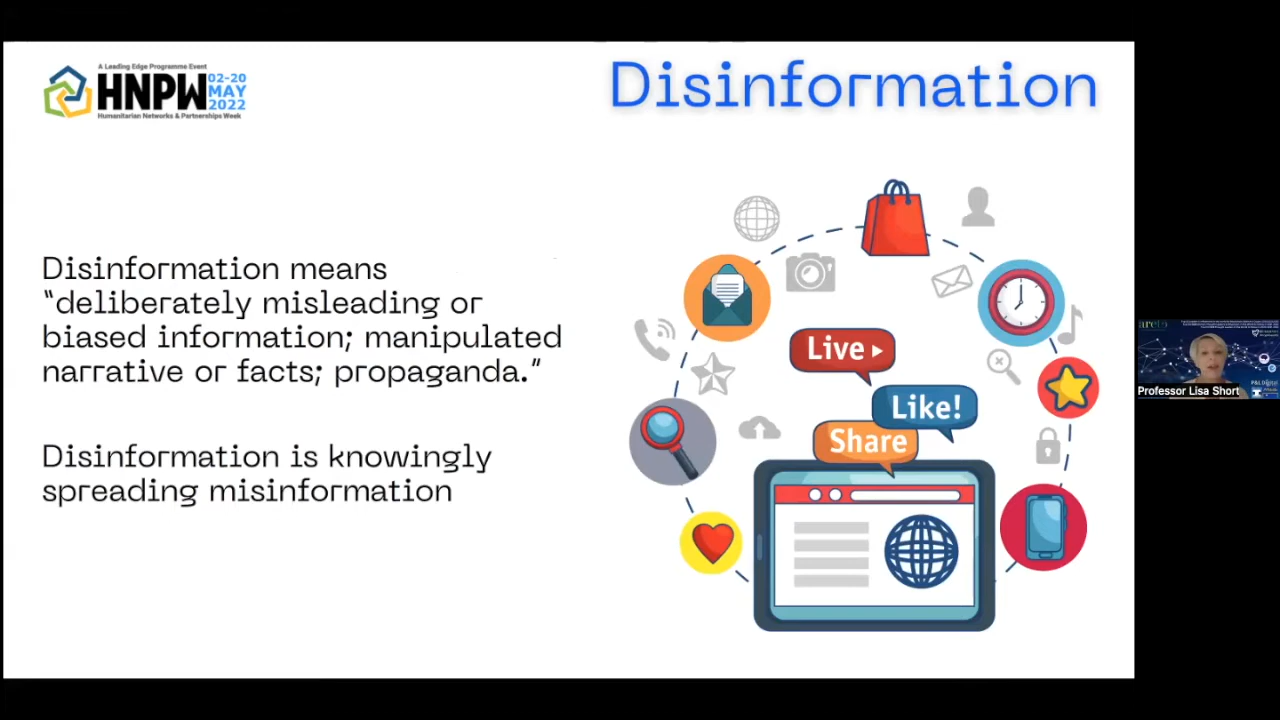 A Leading Edge Programme Event
HNPW
02-20
MAY
2022
Humanitarian Networks & Partnerships Week
Disinformation
Disinformation means
"deliberately misleading or
biased information; manipulated
narrative or facts; propaganda."
Disinformation is knowingly
spreading misinformation
Live
Like!
Share
Professor Lisa Short